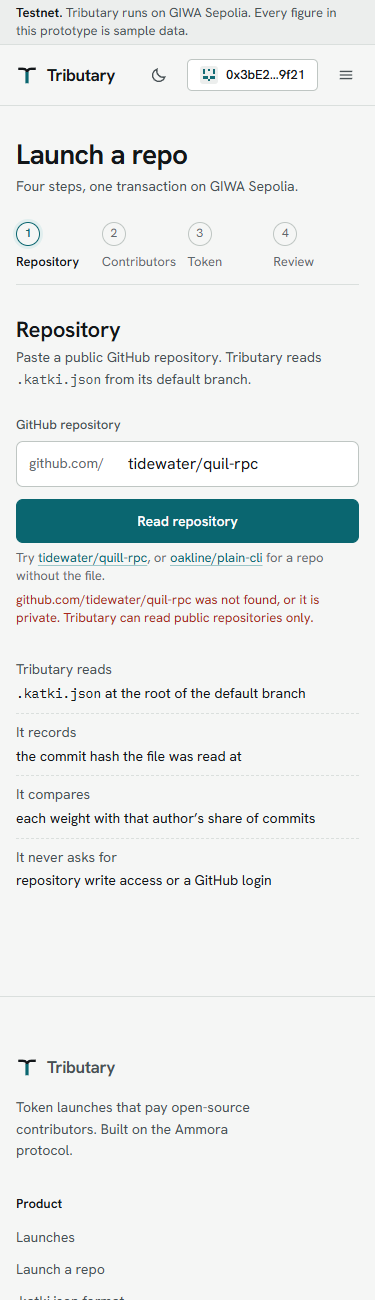 Testnet. Tributary runs on GIWA Sepolia. Every figure in
this prototype is sample data.
Tributary
0x3bE2…9f21
Launch a repo
Four steps, one transaction on GIWA Sepolia.
1
2
3
4
Repository
Contributors
Token
Review
Repository
Paste a public GitHub repository. Tributary reads
.katki.json from its default branch.
GitHub repository
github.com/ tidewater/quil-rpc
Read repository
Try tidewater/quill-rpc, or oakline/plain-cli for a repo
without the file.
github.com/tidewater/quil-rpc was not found, or it is
private. Tributary can read public repositories only.
Tributary reads
.katki.json at the root of the default branch
It records
the commit hash the file was read at
It compares
each weight with that author’s share of commits
It never asks for
repository write access or a GitHub login
Tributary
Token launches that pay open-source
contributors. Built on the Ammora
protocol.
Product
Launches
Launch a repo